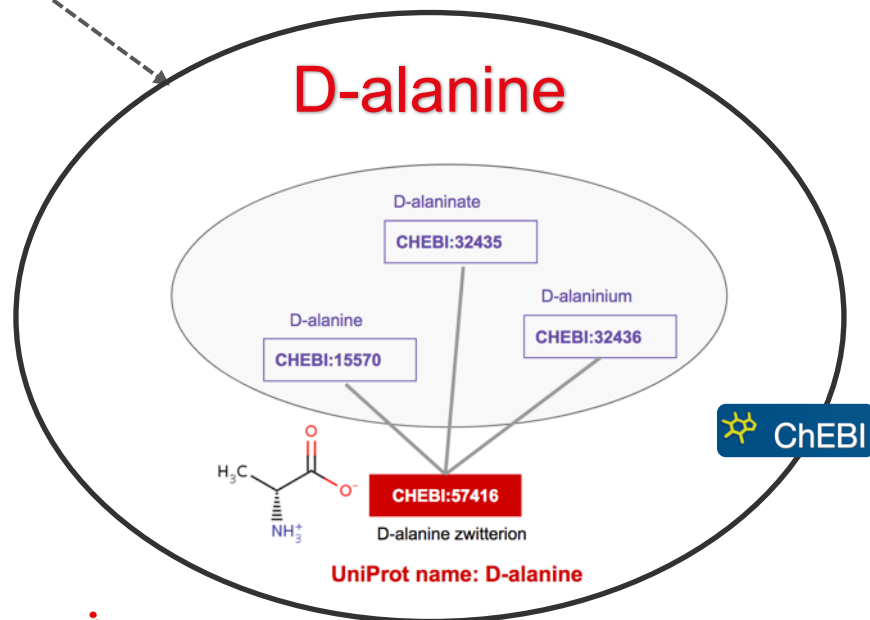 D-alanine
D-alaninate
CHEBI:32435
D-alaninium
CHEBI:32436
D-alanine
CHEBI:15570
ChEBI
O
H3C
O-
NH3+
CHEBI:57416
D-alanine zwitterion
UniProt name: D-alanine